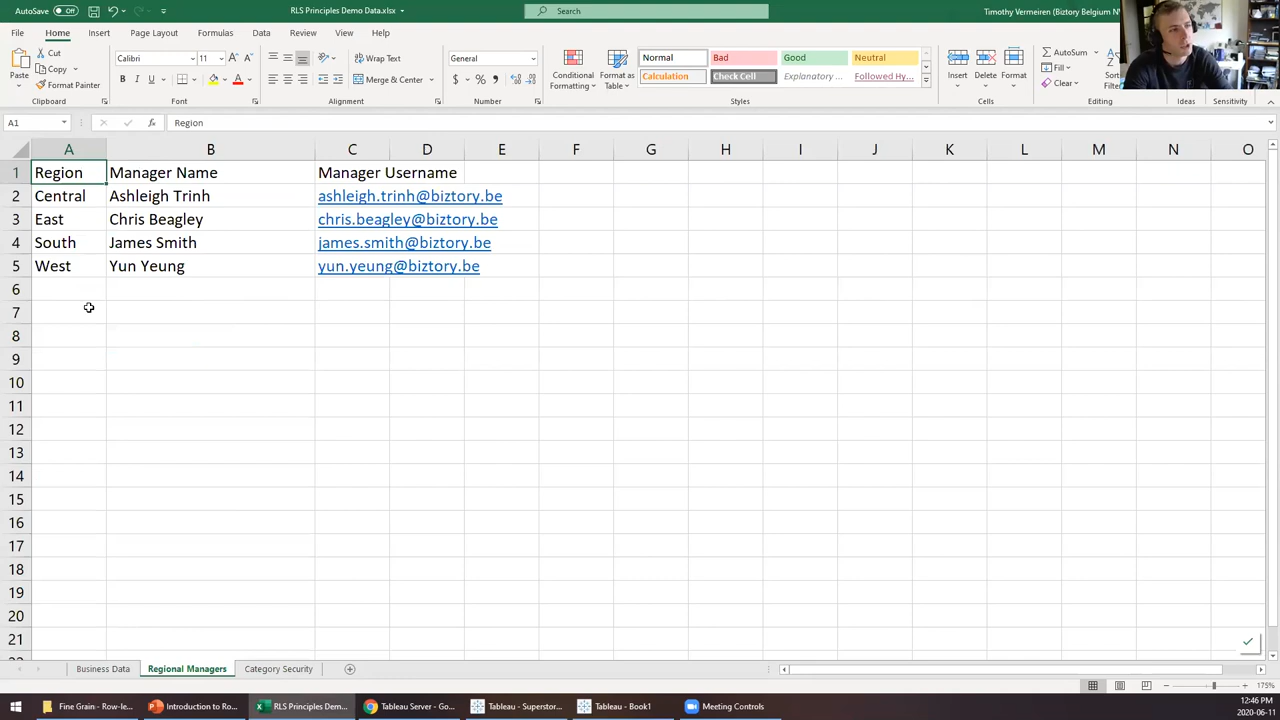 AutoSave Off RLS Principles Demo Data.xlsx Search Timothy Vermeiren (Biztory Belgium N
File Home Insert Page Layout Formulas Data Review View Help
Paste Cut Copy Format Painter Calibri 11 Wrap Text General Conditional Formatting Format as Table Normal Bad Good Neutral Insert Delete Format AutoSum Fill Clear Sort Filter
B I U Merge & Center $ % Calculation Check Cell Explanatory ... Followed Hy...
Clipboard Font Alignment Number Styles Cells Editing Ideas Sensitivity
A1 fx Region
A B C D E F G H I J K L M N O
1 Region Manager Name Manager Username
2 Central Ashleigh Trinh ashleigh.trinh@biztory.be
3 East Chris Beagley chris.beagley@biztory.be
4 South James Smith james.smith@biztory.be
5 West Yun Yeung yun.yeung@biztory.be
6
7
8
9
10
11
12
13
14
15
16
17
18
19
20
21
Business Data Regional Managers Category Security
175%
Fine Grain - Row-le... Introduction to Ro... RLS Principles Dem... Tableau Server - Go... Tableau - Superstor... Tableau - Book1 Meeting Controls 12:46 PM
2020-06-11